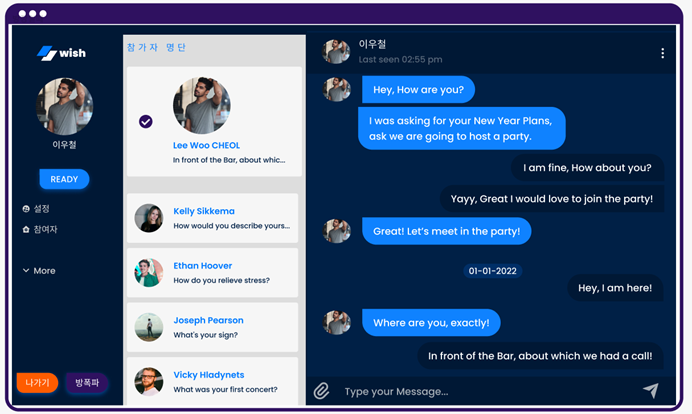 wish
이우철
READY
설정
참여자
More
나가기
방폭파
참가자 명단
Lee Woo CHEOL
In front of the Bar, about whic...
Kelly Sikkema
How would you describe yours...
Ethan Hoover
How do you relieve stress?
Joseph Pearson
What's your sign?
Vicky Hladynets
What was your first concert?
이우철
Last seen 02:55 pm
Hey, How are you?
I was asking for your New Year Plans,
ask we are going to host a party.
I am fine, How about you?
Yayy, Great I would love to join the party!
Great! Let's meet in the party!
01-01-2022
Hey, I am here!
Where are you, exactly!
In front of the Bar, about which we had a call!
Type your Message...